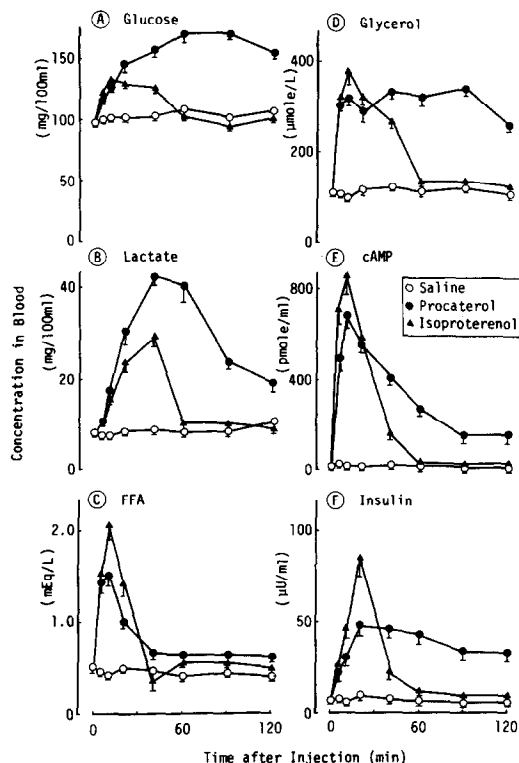 A Glucose
(mg/100ml)
150
100
50
0
B Lactate
(mg/100ml)
40
20
0
C FFA
(mEq/L)
2.0
1.0
0
0 60 120
D Glycerol
(μmole/L)
400
200
0
E cAMP
(pmole/ml)
800
400
0
Saline
Procaterol
Isoproterenol
F Insulin
(μU/ml)
100
50
0
0 60 120
Concentration in Blood
Time after Injection (min)